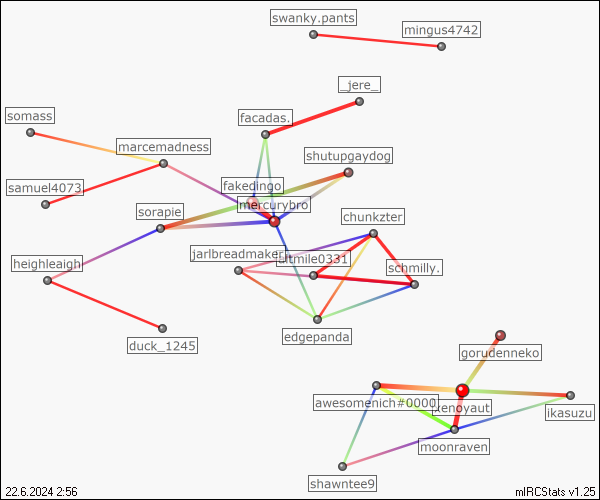 swanky.pants
mingus4742
_jere_
somass
facadas.
marcemadness
shutupgaydog
samuel4073
fakedingo
mercurybro
sorapie
chunkzter
jarlbreadmaker
heighleaigh
schmilly.
edgepanda
duck_1245
gorudenneko
awesomenich#0000
xenoyaut
ikasuzu
moonraven
shawntee9
22.6.2024 2:56
mIRCStats v1.25